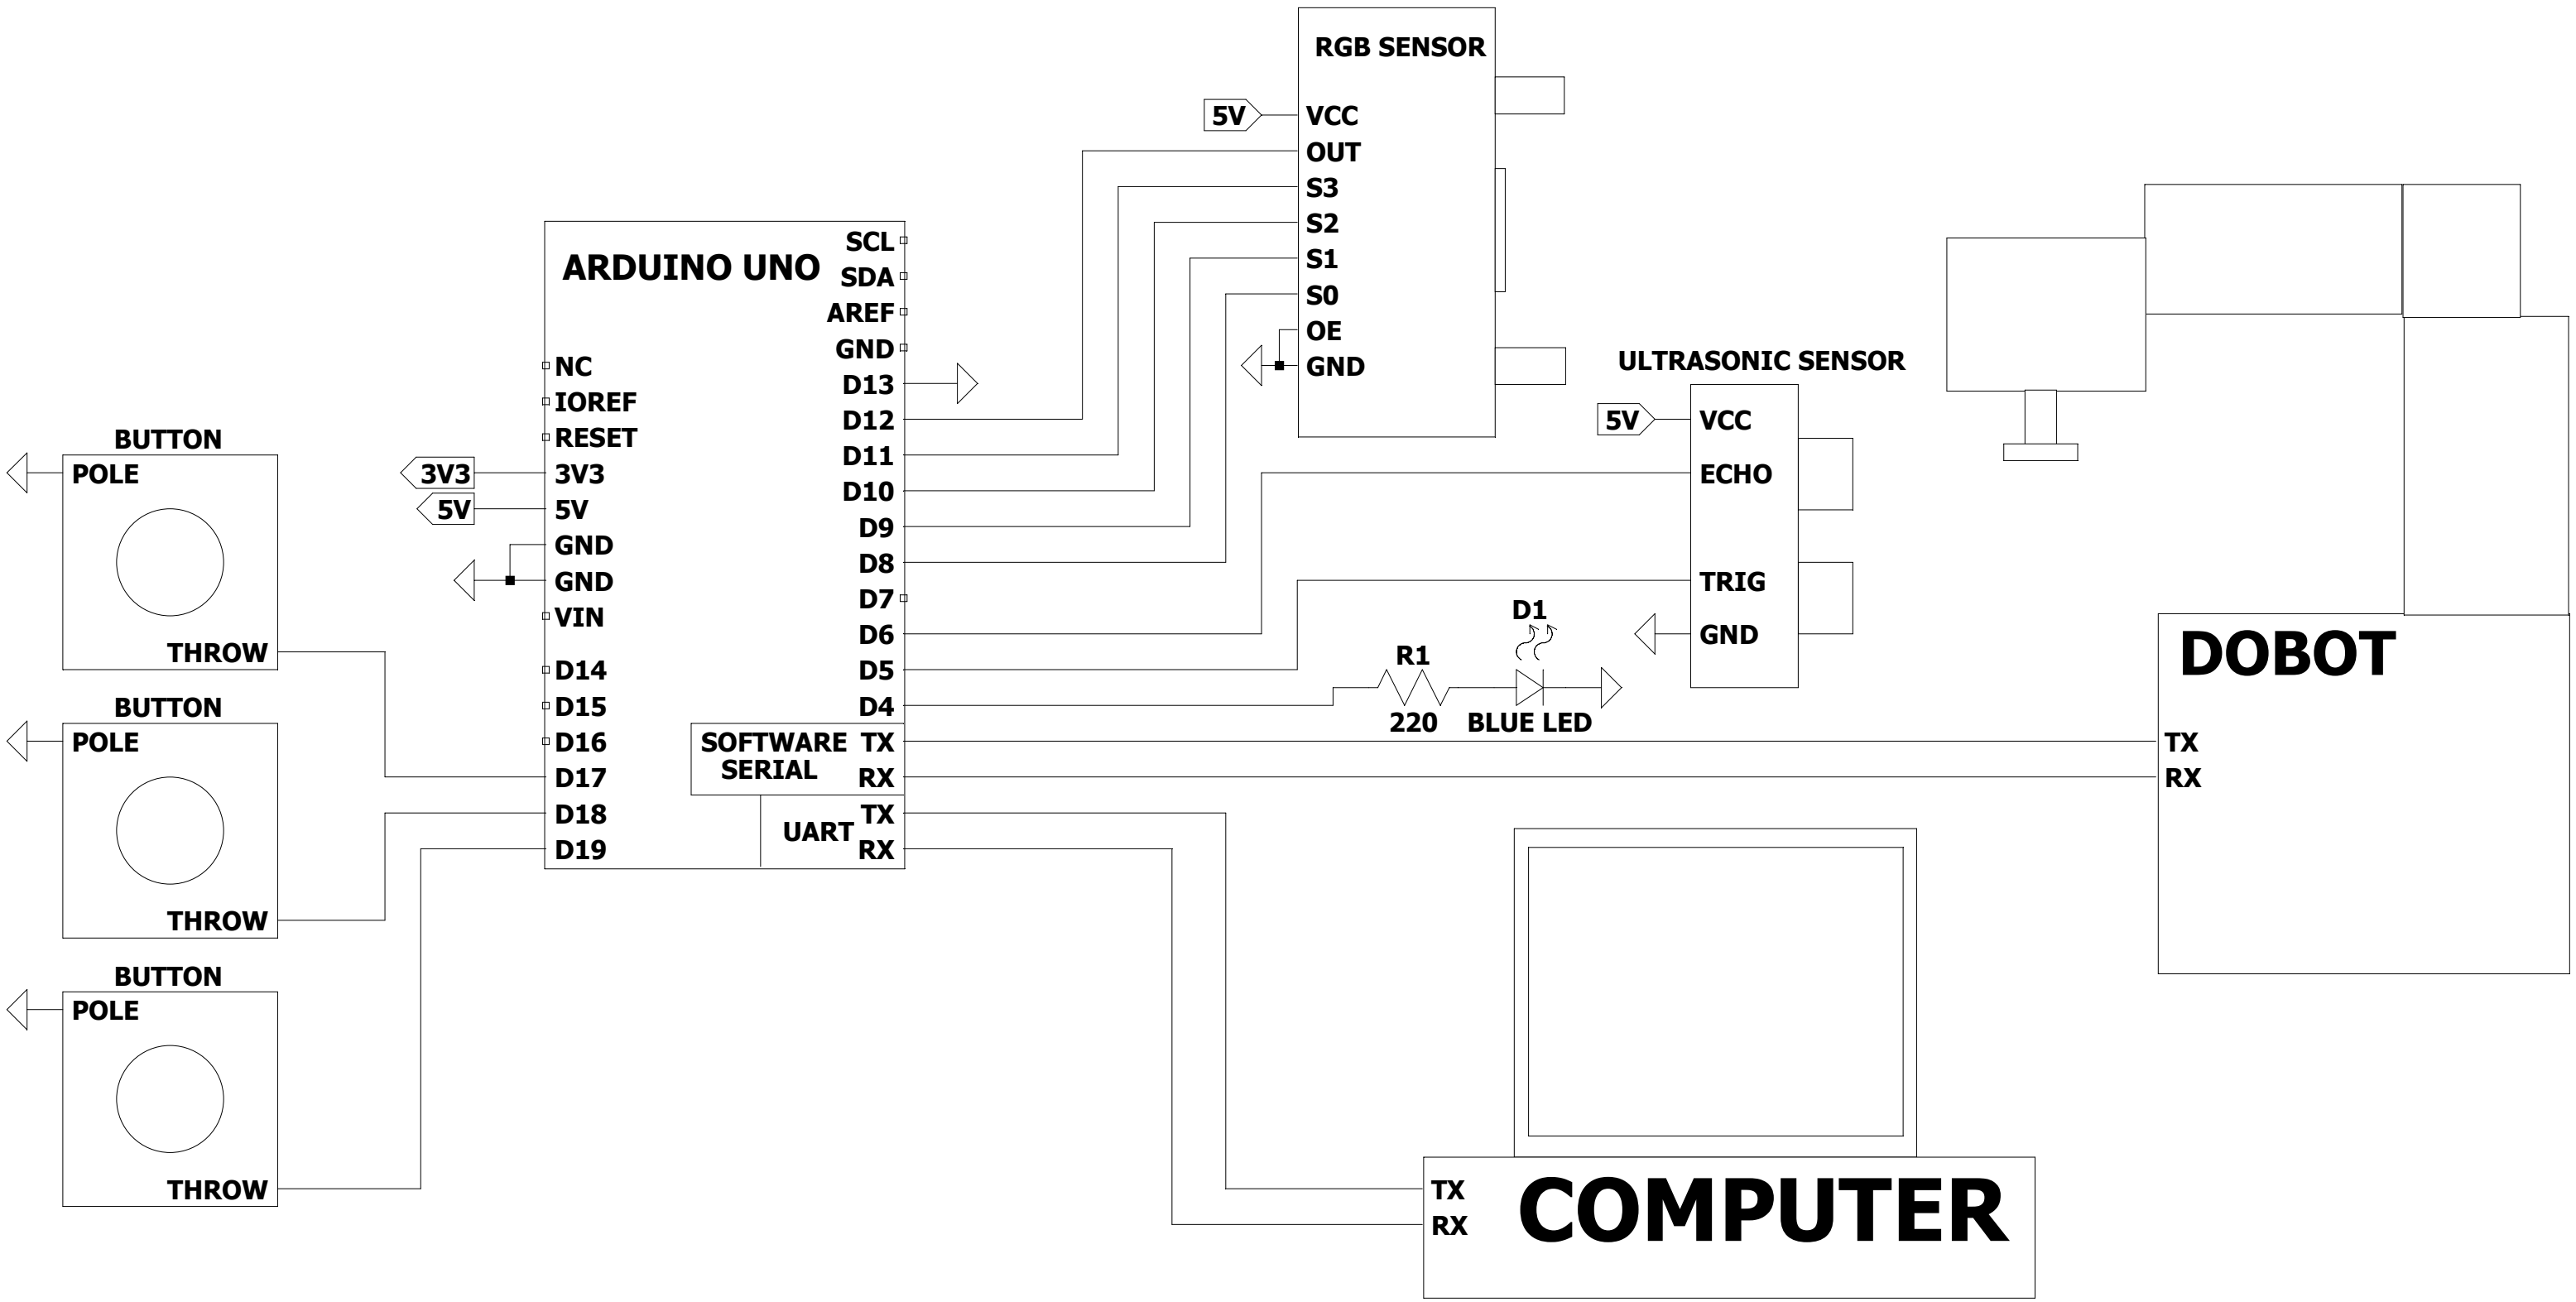 RGB SENSOR
5V
VCC
OUT
S3
S2
S1
S0
OE
GND
ARDUINO UNO
SCL
SDA
AREF
GND
D13
D12
D11
D10
D9
D8
D7
D6
D5
D4
SOFTWARE SERIAL
TX
RX
UART
TX
RX
NC
IOREF
RESET
3V3
3V3
5V
5V
GND
GND
VIN
D14
D15
D16
D17
D18
D19
BUTTON
POLE
THROW
BUTTON
POLE
THROW
BUTTON
POLE
THROW
ULTRASONIC SENSOR
5V
VCC
ECHO
TRIG
GND
D1
R1
220
BLUE LED
DOBOT
TX
RX
TX
RX
COMPUTER